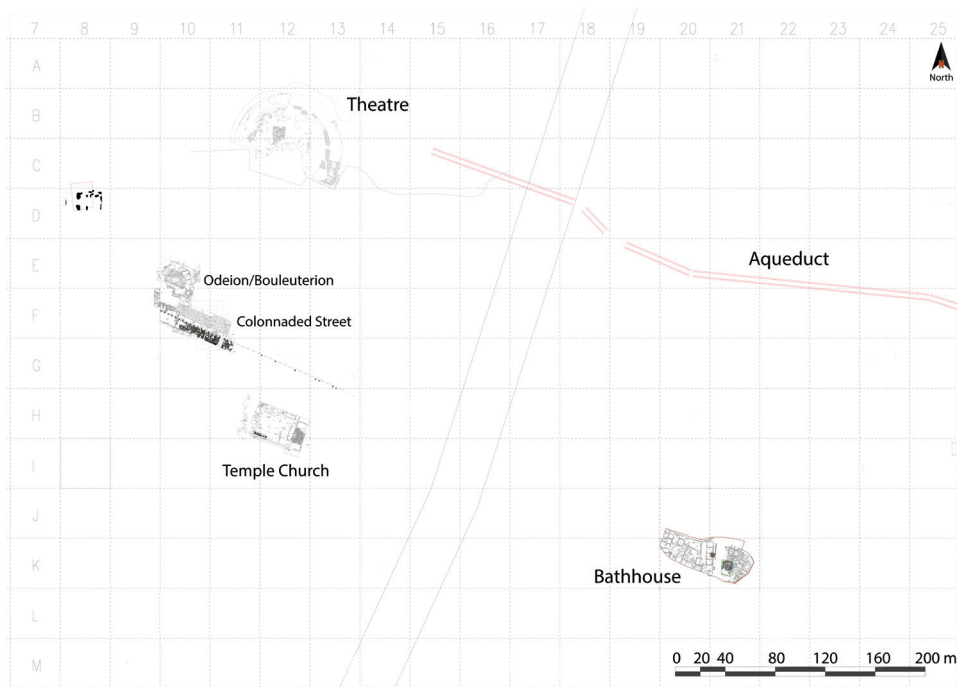 7 8 9 10 11 12 13 14 15 16 17 18 19 20 21 22 23 24 25
A
North
B
Theatre
C
D
E
Aqueduct
Odeion/Bouleuterion
F
Colonnaded Street
G
H
I
Temple Church
J
K
Bathhouse
L
M
0 20 40 80 120 160 200 m